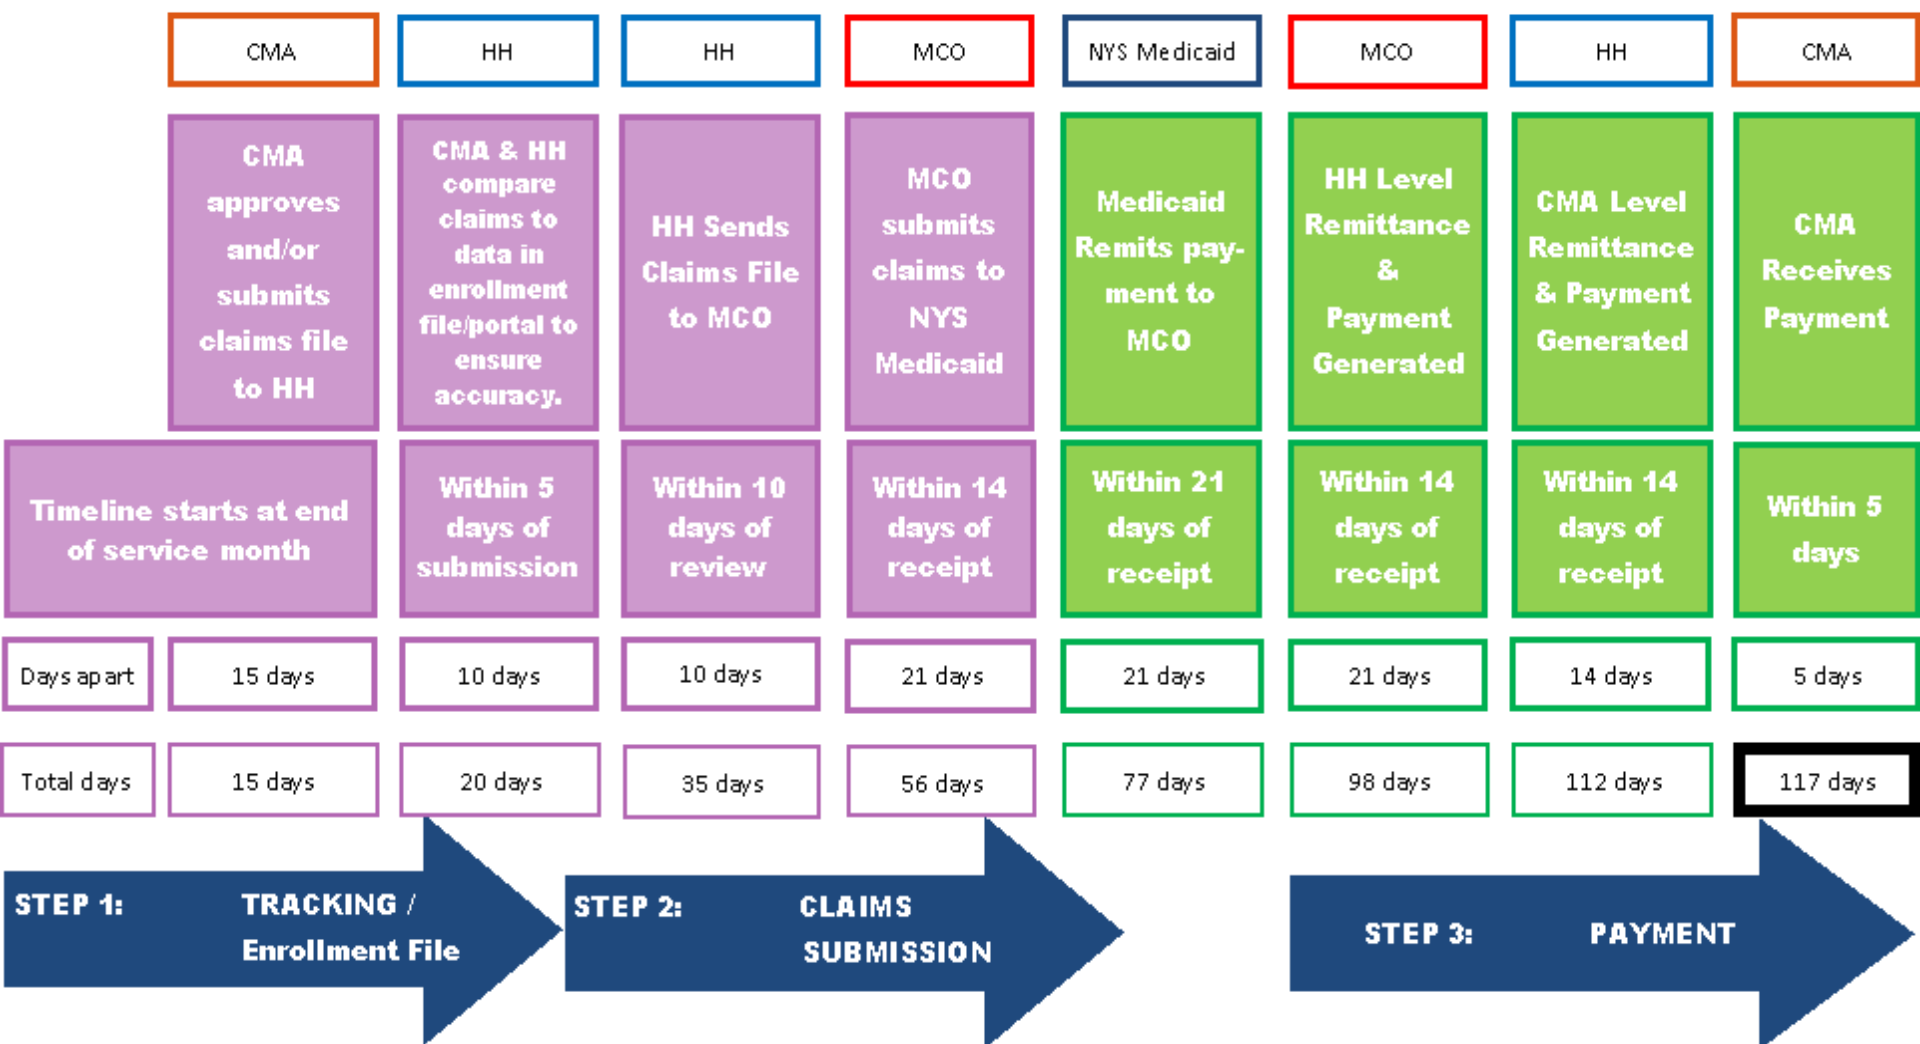 CMA
HH
HH
MCO
NYS Medicaid
MCO
HH
CMA
CMA
approves
and/or
submits
claims file
to HH
CMA & HH
compare
claims to
data in
enrollment
file/portal to
ensure
accuracy.
HH Sends
Claims File
to MCO
MCO
submits
claims to
NYS
Medicaid
Medicaid
Remits pay-
ment to
MCO
HH Level
Remittance
&
Payment
Generated
CMA Level
Remittance
& Payment
Generated
CMA
Receives
Payment
Timeline starts at end
of service month
Within 5
days of
submission
Within 10
days of
review
Within 14
days of
receipt
Within 21
days of
receipt
Within 14
days of
receipt
Within 14
days of
receipt
Within 5
days
Days apart
15 days
10 days
10 days
21 days
21 days
21 days
14 days
5 days
Total days
15 days
20 days
35 days
56 days
77 days
98 days
112 days
117 days
STEP 1: TRACKING /
Enrollment File
STEP 2: CLAIMS
SUBMISSION
STEP 3: PAYMENT